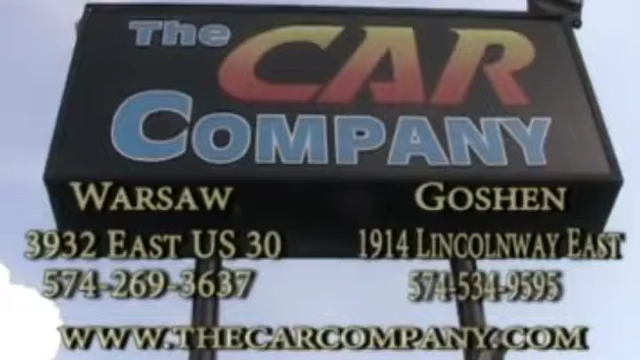 The CAR
COMPANY
WARSAW
GOSHEN
3932 EAST US 30
1914 LINCOLNWAY EAST
574-269-3637
574-534-9595
WWW.THECARCOMPANY.COM